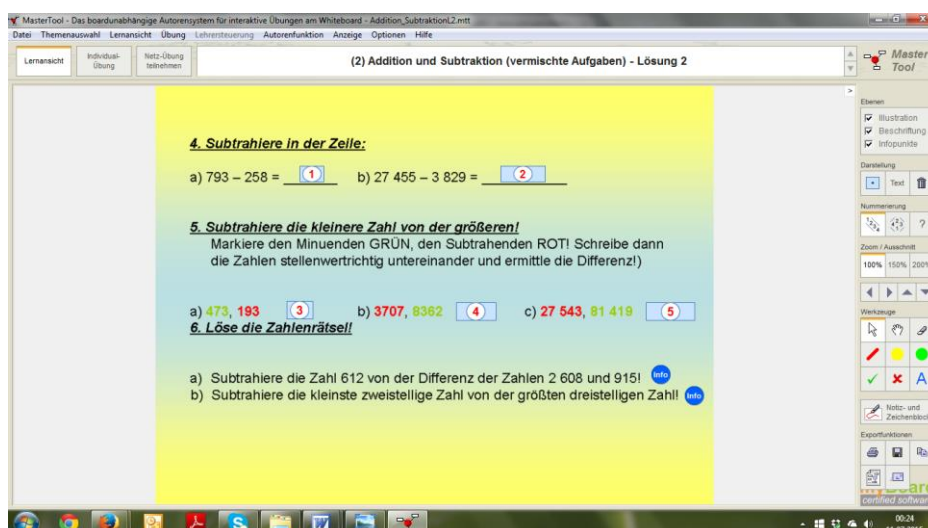 MasterTool - Das boardunabhängige Autorensystem für interaktive Übungen am Whiteboard - Addition_SubtraktionL2.mtt
Datei Themenauswahl Lernansicht Übung Lehrersteuerung Autorenfunktion Anzeige Optionen Hilfe
Lernansicht
Individual-
Übung
Netz-Übung
teilnehmen
(2) Addition und Subtraktion (vermischte Aufgaben) - Lösung 2
Master
Tool
4. Subtrahiere in der Zeile:
a) 793 – 258 = 1 b) 27 455 – 3 829 = 2
5. Subtrahiere die kleinere Zahl von der größeren!
Markiere den Minuenden GRÜN, den Subtrahenden ROT! Schreibe dann
die Zahlen stellenwertrichtig untereinander und ermittle die Differenz!)
a) 473, 193 3 b) 3707, 8362 4 c) 27 543, 81 419 5
6. Löse die Zahlenrätsel!
a) Subtrahiere die Zahl 612 von der Differenz der Zahlen 2 608 und 915! Info
b) Subtrahiere die kleinste zweistellige Zahl von der größten dreistelligen Zahl! Info
Ebenen
Illustration
Beschriftung
Infopunkte
Darstellung
Text
Nummerierung
?
Zoom / Ausschnitt
100% 150% 200%
Werkzeuge
A
Notiz- und
Zeichenblock
Exportfunktionen
certified software
00:24